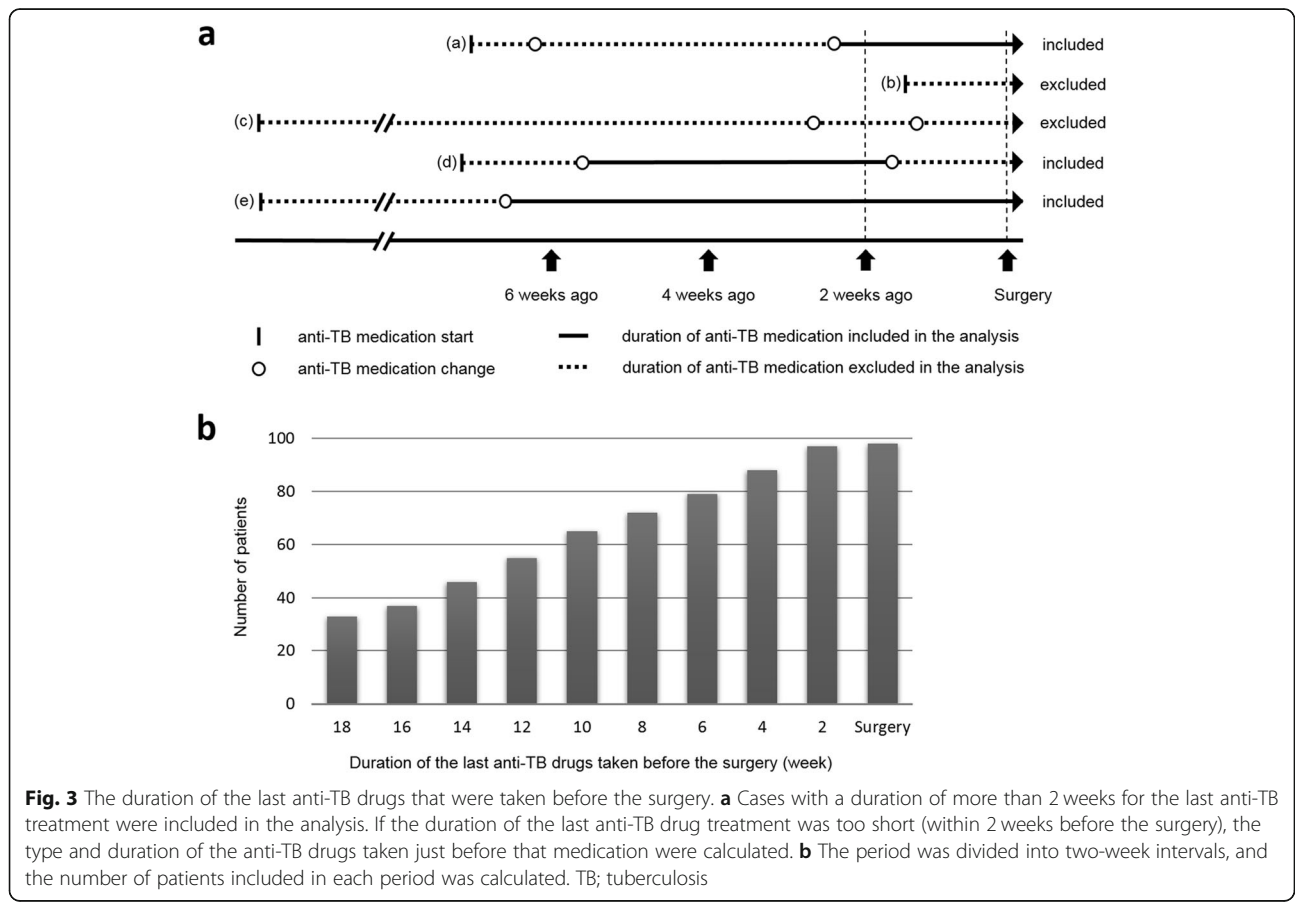 a
(a) included
(b) excluded
(c) excluded
(d) included
(e) included
6 weeks ago 4 weeks ago 2 weeks ago Surgery
anti-TB medication start duration of anti-TB medication included in the analysis
anti-TB medication change duration of anti-TB medication excluded in the analysis
b
100
80
60
40
20
0
Number of patients
18 16 14 12 10 8 6 4 2 Surgery
Duration of the last anti-TB drugs taken before the surgery (week)
Fig. 3 The duration of the last anti-TB drugs that were taken before the surgery. a Cases with a duration of more than 2 weeks for the last anti-TB
treatment were included in the analysis. If the duration of the last anti-TB drug treatment was too short (within 2 weeks before the surgery), the
type and duration of the anti-TB drugs taken just before that medication were calculated. b The period was divided into two-week intervals, and
the number of patients included in each period was calculated. TB; tuberculosis